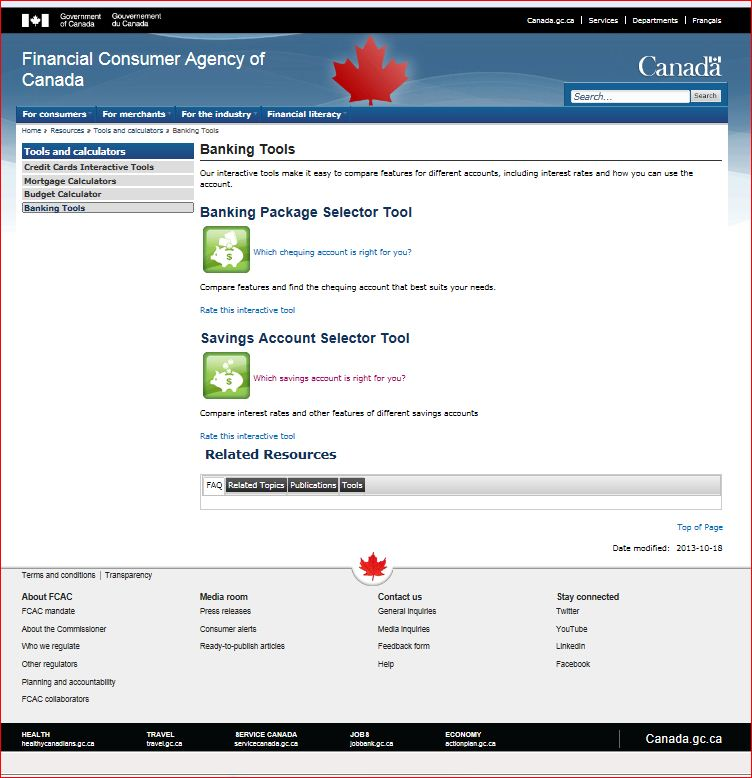 Government of Canada
Gouvernement du Canada
Canada.gc.ca | Services | Departments | Français
Financial Consumer Agency of
Canada
Canada
Search...
Search
For consumers
For merchants
For the industry
Financial literacy
Home » Resources » Tools and calculators » Banking Tools
Tools and calculators
Credit Cards Interactive Tools
Mortgage Calculators
Budget Calculator
Banking Tools
Banking Tools
Our interactive tools make it easy to compare features for different accounts, including interest rates and how you can use the
account.
Banking Package Selector Tool
$
Which chequing account is right for you?
Compare features and find the chequing account that best suits your needs.
Rate this interactive tool
Savings Account Selector Tool
$
Which savings account is right for you?
Compare interest rates and other features of different savings accounts
Rate this interactive tool
Related Resources
FAQ
Related Topics
Publications
Tools
Top of Page
Date modified: 2013-10-18
Terms and conditions | Transparency
About FCAC
FCAC mandate
About the Commissioner
Who we regulate
Other regulators
Planning and accountability
FCAC collaborators
Media room
Press releases
Consumer alerts
Ready-to-publish articles
Contact us
General inquiries
Media inquiries
Feedback form
Help
Stay connected
Twitter
YouTube
LinkedIn
Facebook
HEALTH
healthycanadians.gc.ca
TRAVEL
travel.gc.ca
SERVICE CANADA
servicecanada.gc.ca
JOBS
jobbank.gc.ca
ECONOMY
actionplan.gc.ca
Canada.gc.ca